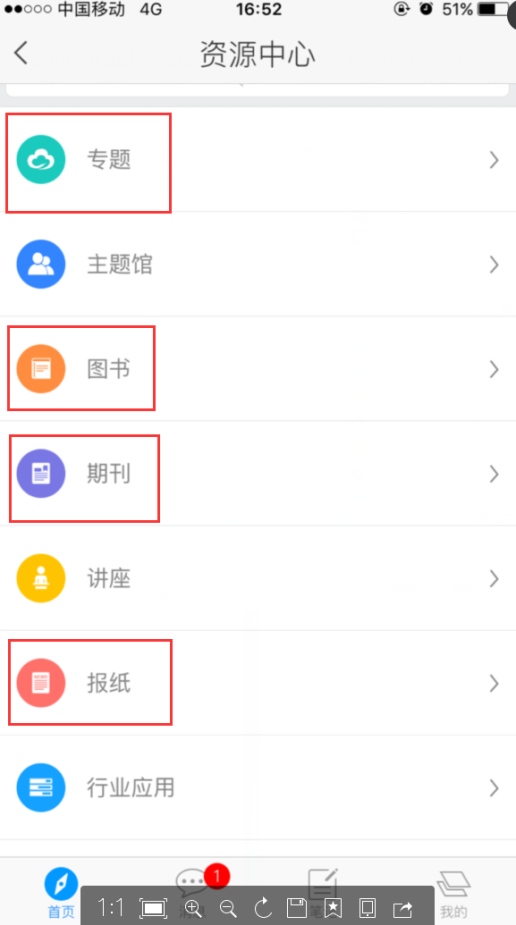 中国移动 4G 16:52 51%
资源中心
专题
主题馆
图书
期刊
讲座
报纸
行业应用
1
首页 我的
1:1